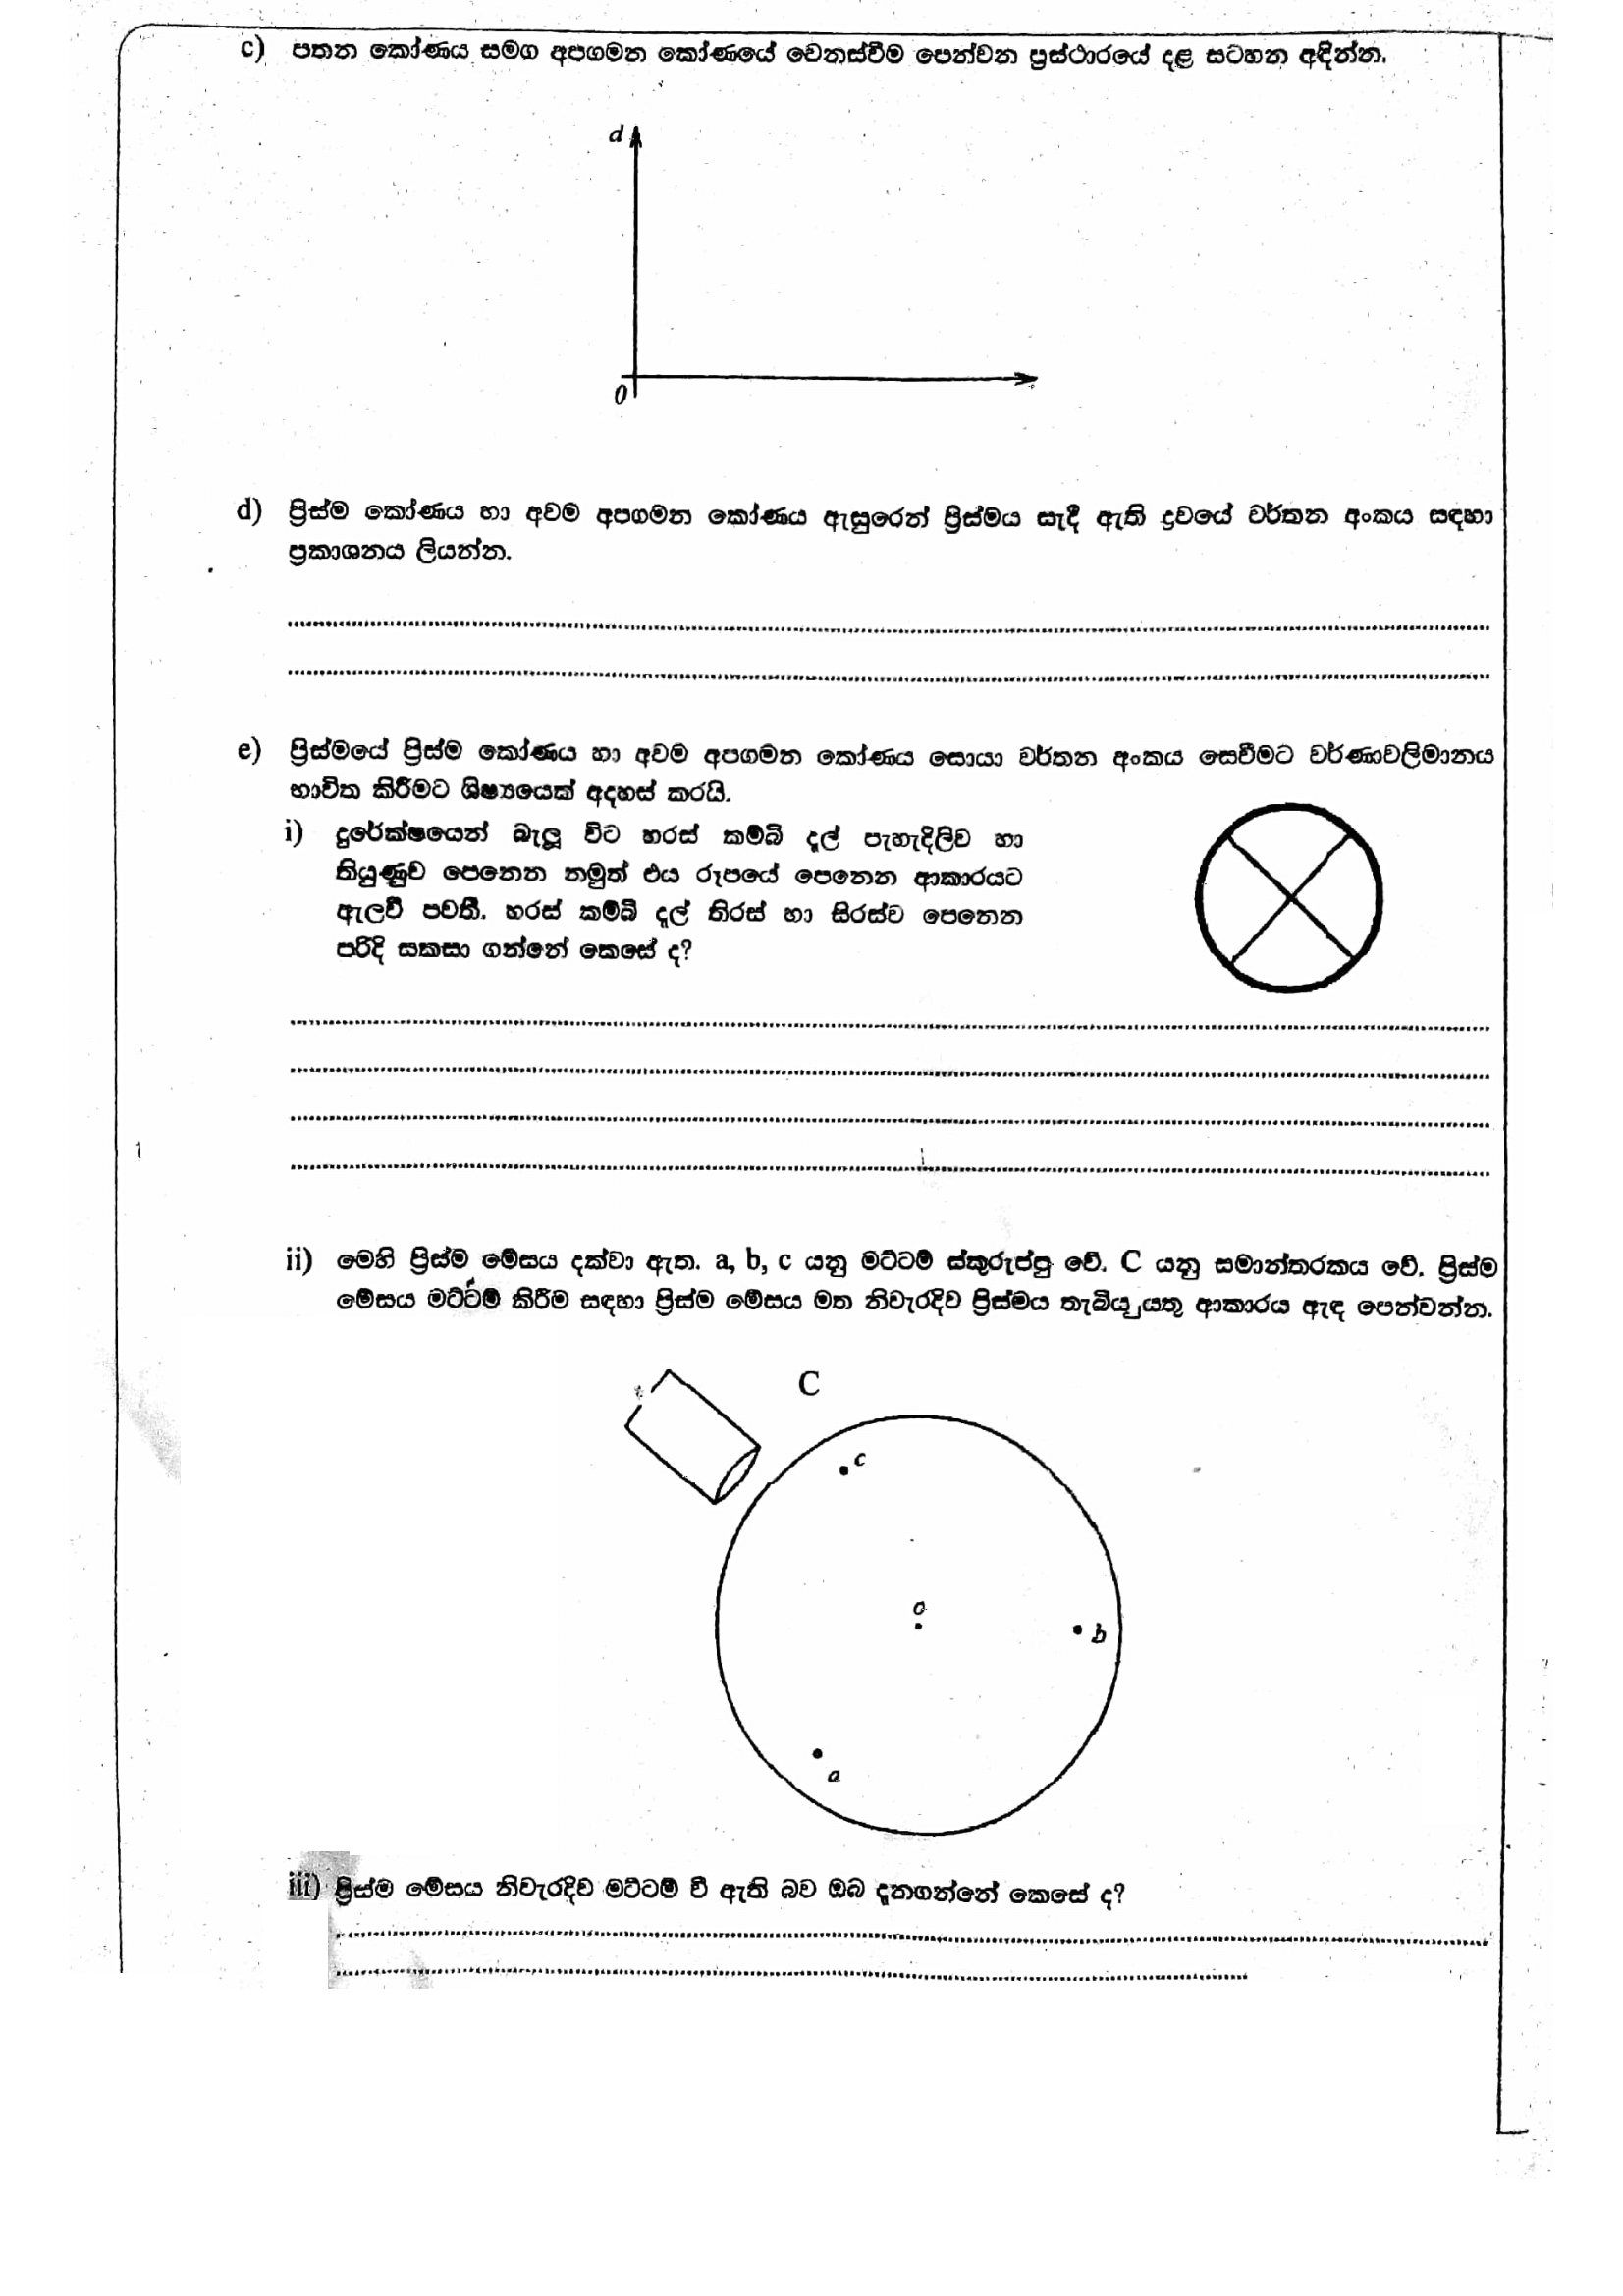 c) පතන කෝණය සමග අපගමන කෝණයේ වෙනස්වීම පෙන්වන ප්‍රස්ථාරයේ දළ සටහන අඳින්න.
d
0
d) ප්‍රිස්ම කෝණය හා අවම අපගමන කෝණය ඇසුරෙන් ප්‍රිස්මය සැදී ඇති ද්‍රව්‍යයේ වර්තන අංකය සඳහා
ප්‍රකාශනය ලියන්න.
e) ප්‍රිස්මයේ ප්‍රිස්ම කෝණය හා අවම අපගමන කෝණය සොයා වර්තන අංකය සෙවීමට වර්ණාවලිමානය
භාවිත කිරීමට ශිෂ්‍යයෙක් අදහස් කරයි.
i) දුරේක්ෂයෙන් බැලූ විට හරස් කම්බි දැල් පැහැදිලිව හා
තියුණුව පෙනෙන නමුත් එය රූපයේ පෙනෙන ආකාරයට
ඇලවී පවතී. හරස් කම්බි දැල් තිරස් හා සිරස්ව පෙනෙන
පරිදි සකසා ගන්නේ කෙසේ ද?
ii) මෙහි ප්‍රිස්ම මේසය දක්වා ඇත. a, b, c යනු මට්ටම් ස්කුරුප්පු වේ. C යනු සමාන්තරකය වේ. ප්‍රිස්ම
මේසය මට්ටම් කිරීම සඳහා ප්‍රිස්ම මේසය මත නිවැරදිව ප්‍රිස්මය තැබිය යුතු ආකාරය ඇඳ පෙන්වන්න.
C
c
o
b
a
iii) ප්‍රිස්ම මේසය නිවැරදිව මට්ටම් වී ඇති බව ඔබ දැනගන්නේ කෙසේ ද?